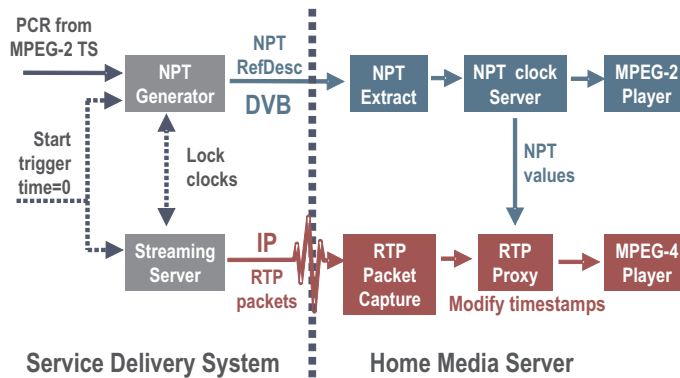 PCR from
MPEG-2 TS
NPT
Generator
NPT
RefDesc
DVB
NPT
Extract
NPT clock
Server
MPEG-2
Player
Start
trigger
time=0
Lock
clocks
NPT
values
Streaming
Server
IP
RTP
packets
RTP
Packet
Capture
RTP
Proxy
Modify timestamps
MPEG-4
Player
Service Delivery System
Home Media Server